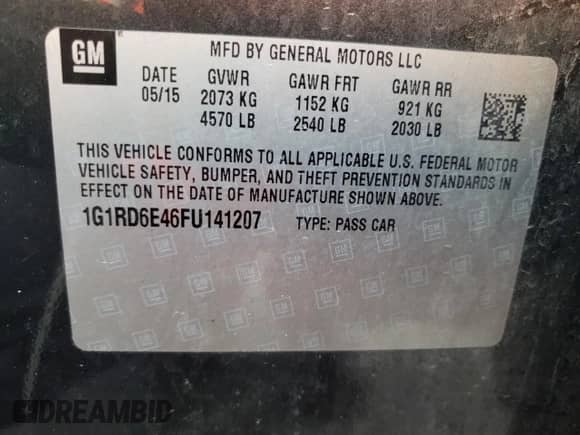 GM
MFD BY GENERAL MOTORS LLC
DATE GVWR GAWR FRT GAWR RR
05/15 2073 KG 1152 KG 921 KG
4570 LB 2540 LB 2030 LB
THIS VEHICLE CONFORMS TO ALL APPLICABLE U.S. FEDERAL MOTOR
VEHICLE SAFETY, BUMPER, AND THEFT PREVENTION STANDARDS IN
EFFECT ON THE DATE OF MANUFACTURE SHOWN ABOVE.
1G1RD6E46FU141207 TYPE: PASS CAR
DREAMBID